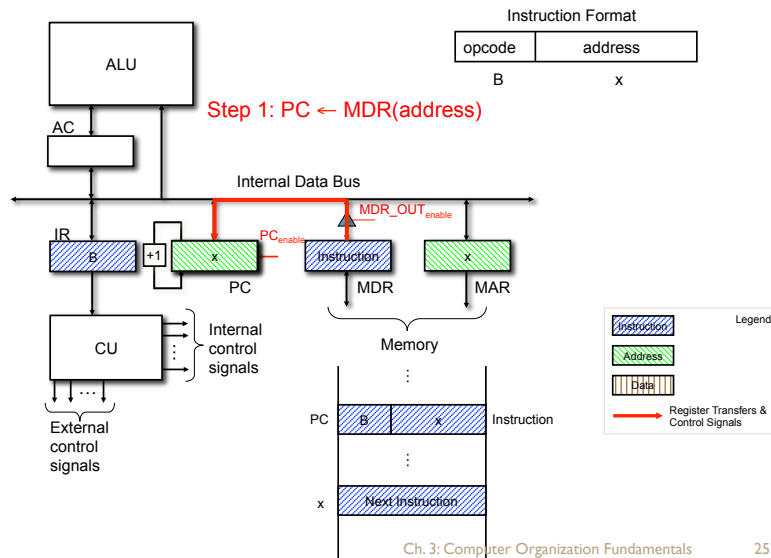 Instruction Format
opcode
address
B
x
ALU
Step 1: PC ← MDR(address)
AC
Internal Data Bus
MDR_OUTenable
IR
PCenable
B
+1
x
Instruction
x
PC
MDR
MAR
CU
Internal
control
signals
...
Memory
Legend
Instruction
Address
Data
Register Transfers &
Control Signals
...
External
control
signals
...
PC
B
x
Instruction
...
x
Next Instruction
Ch. 3: Computer Organization Fundamentals
25